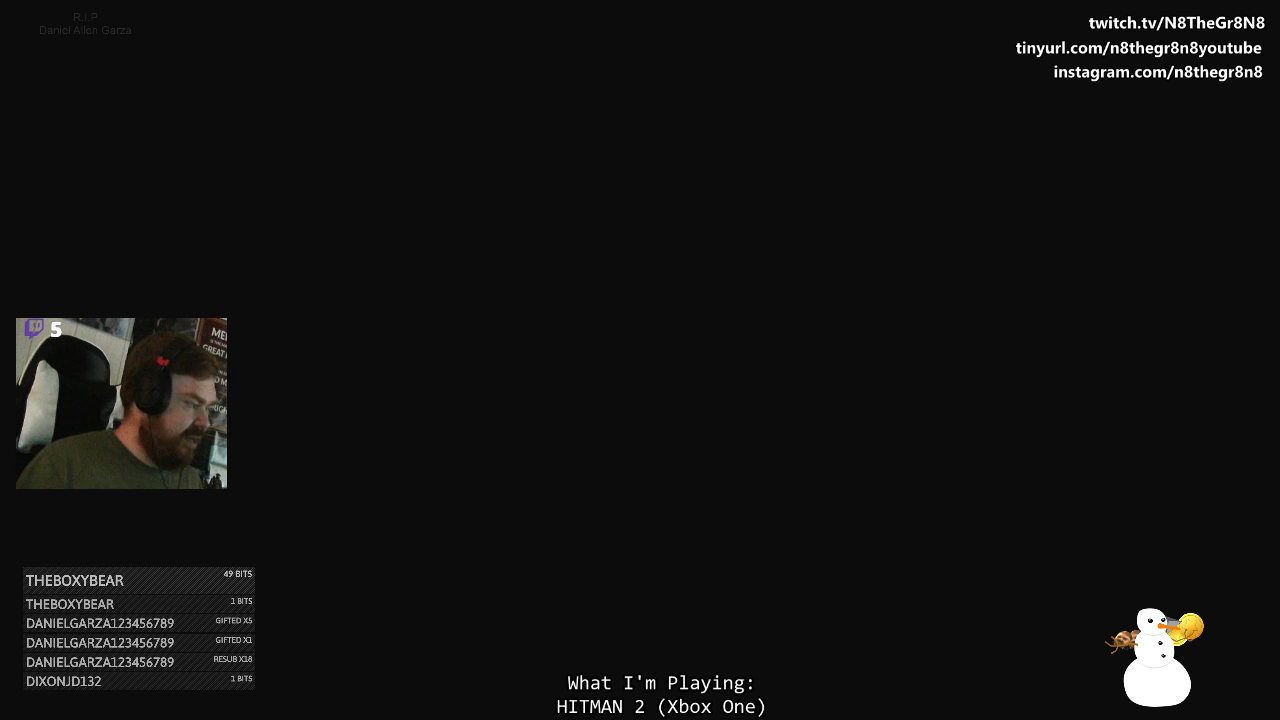 R.I.P
Daniel Allen Garza
twitch.tv/N8TheGr8N8
tinyurl.com/n8thegr8n8youtube
instagram.com/n8thegr8n8
5
GREAT
THEBOXYBEAR 49 BITS
THEBOXYBEAR 1 BITS
DANIELGARZA123456789 GIFTED X5
DANIELGARZA123456789 GIFTED X1
DANIELGARZA123456789 RESUB X18
DIXONJD132 1 BITS
What I'm Playing:
HITMAN 2 (Xbox One)